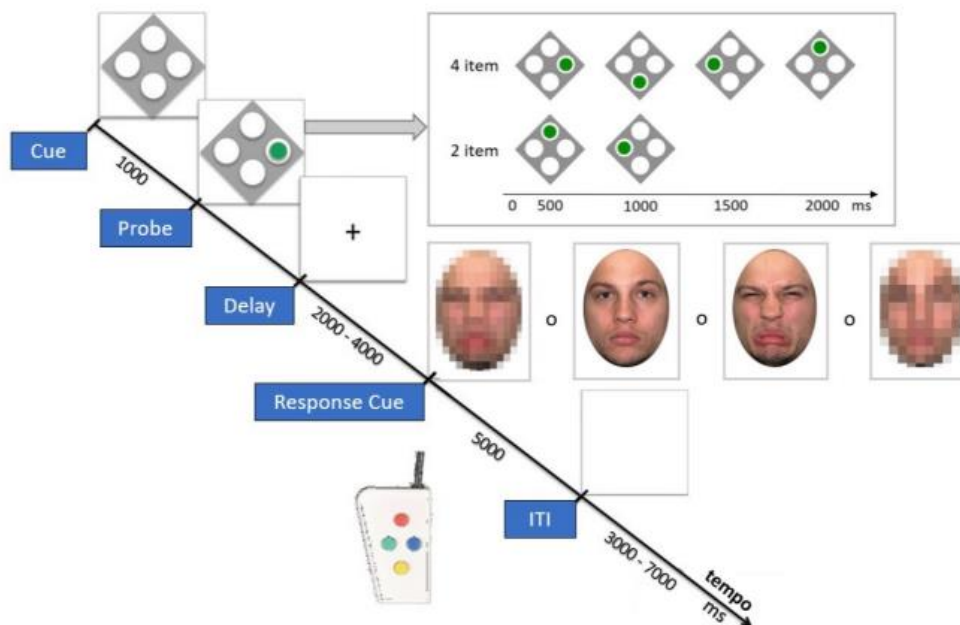 4 item
2 item
0 500 1000 1500 2000 ms
Cue
1000
Probe
+
Delay
2000 - 4000
o o o
Response Cue
5000
ITI
3000 - 7000
tempo
ms